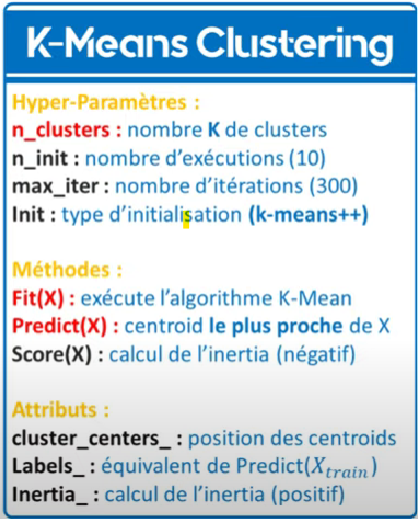 K-Means Clustering
Hyper-Paramètres :
n_clusters : nombre K de clusters
n_init : nombre d'exécutions (10)
max_iter : nombre d'itérations (300)
Init : type d'initialisation (k-means++)
Méthodes :
Fit(X) : exécute l'algorithme K-Mean
Predict(X) : centroid le plus proche de X
Score(X) : calcul de l'inertia (négatif)
Attributs :
cluster_centers_ : position des centroids
Labels_ : équivalent de Predict(X_train)
Inertia_ : calcul de l'inertia (positif)